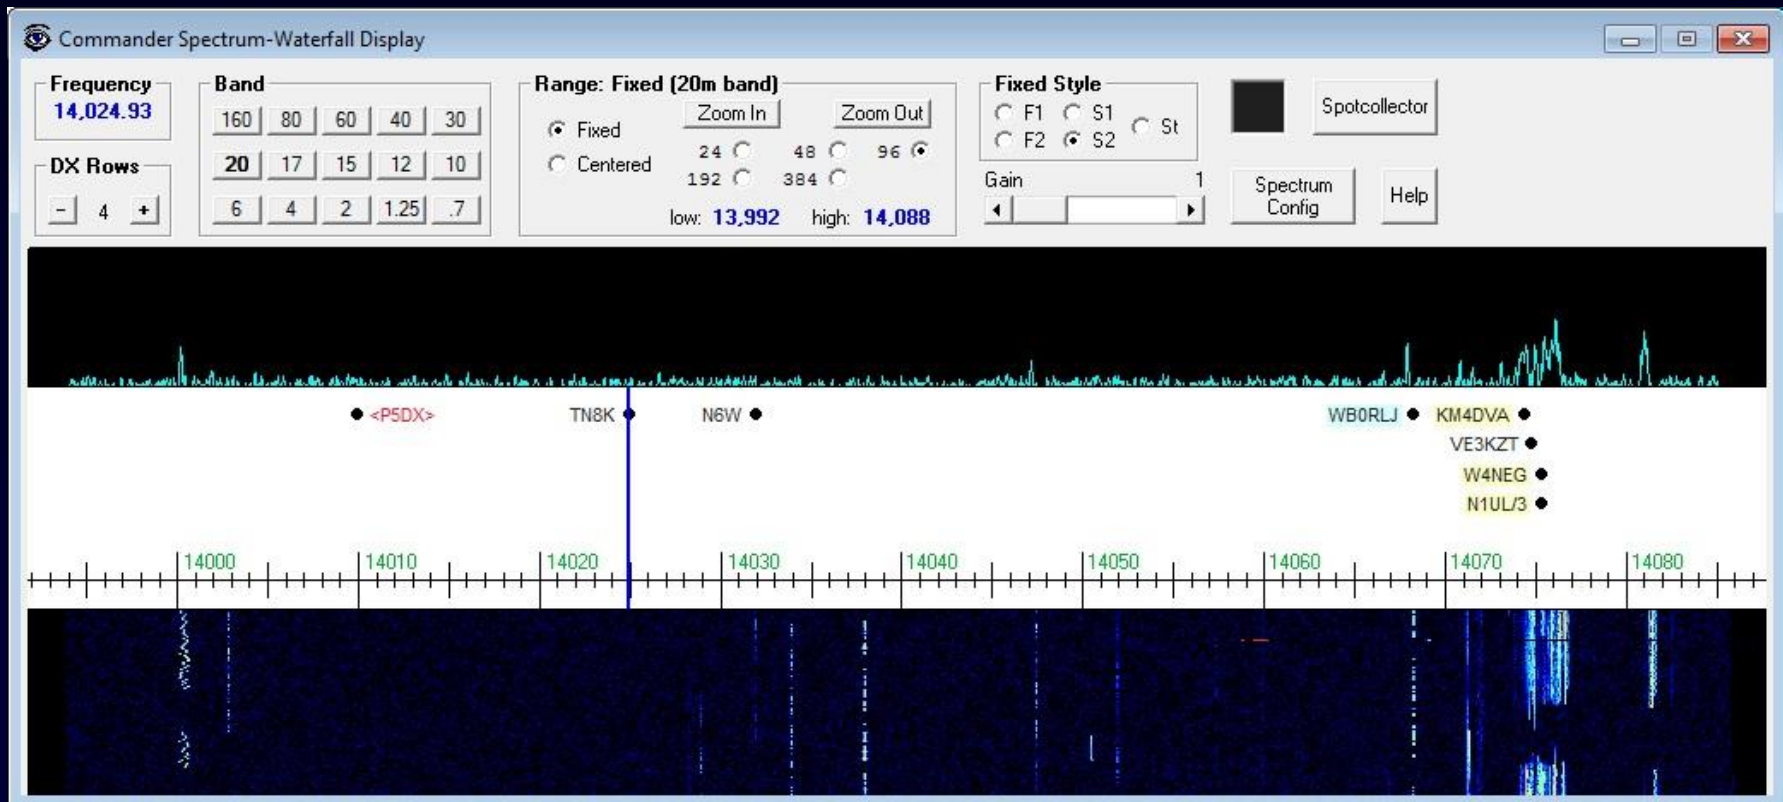 Commander Spectrum-Waterfall Display
Frequency
14,024.93
DX Rows
- 4 +
Band
160 80 60 40 30
20 17 15 12 10
6 4 2 1.25 .7
Range: Fixed (20m band)
Fixed
Centered
Zoom In Zoom Out
24 48 96
192 384
low: 13,992 high: 14,088
Fixed Style
F1 S1 St
F2 S2
Gain 1
Spotcollector
Spectrum
Config
Help
<P5DX> TN8K N6W WB0RLJ KM4DVA
VE3KZT
W4NEG
N1UL/3
14000 14010 14020 14030 14040 14050 14060 14070 14080